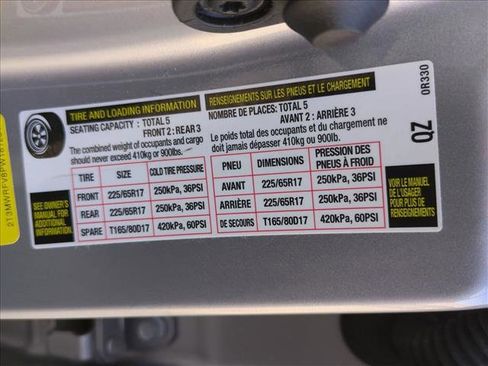 TIRE AND LOADING INFORMATION
SEATING CAPACITY : TOTAL 5
FRONT 2 : REAR 3
The combined weight of occupants and cargo
should never exceed 410kg or 900lbs.
TIRE SIZE COLD TIRE PRESSURE
FRONT 225/65R17 250kPa, 36PSI
REAR 225/65R17 250kPa, 36PSI
SPARE T165/80D17 420kPa, 60PSI
SEE OWNER'S
MANUAL FOR
ADDITIONAL
INFORMATION
RENSEIGNEMENTS SUR LES PNEUS ET LE CHARGEMENT
NOMBRE DE PLACES: TOTAL 5
AVANT 2 : ARRIÈRE 3
Le poids total des occupants et du chargement ne
doit jamais dépasser 410kg or 900lb.
PNEU DIMENSIONS PRESSION DES
PNEUS À FROID
AVANT 225/65R17 250kPa, 36PSI
ARRIÈRE 225/65R17 250kPa, 36PSI
DE SECOURS T165/80D17 420kPa, 60PSI
VOIR LE MANUEL
DE L'USAGER
POUR PLUS DE
RENSEIGNEMENTS
QZ
0R330